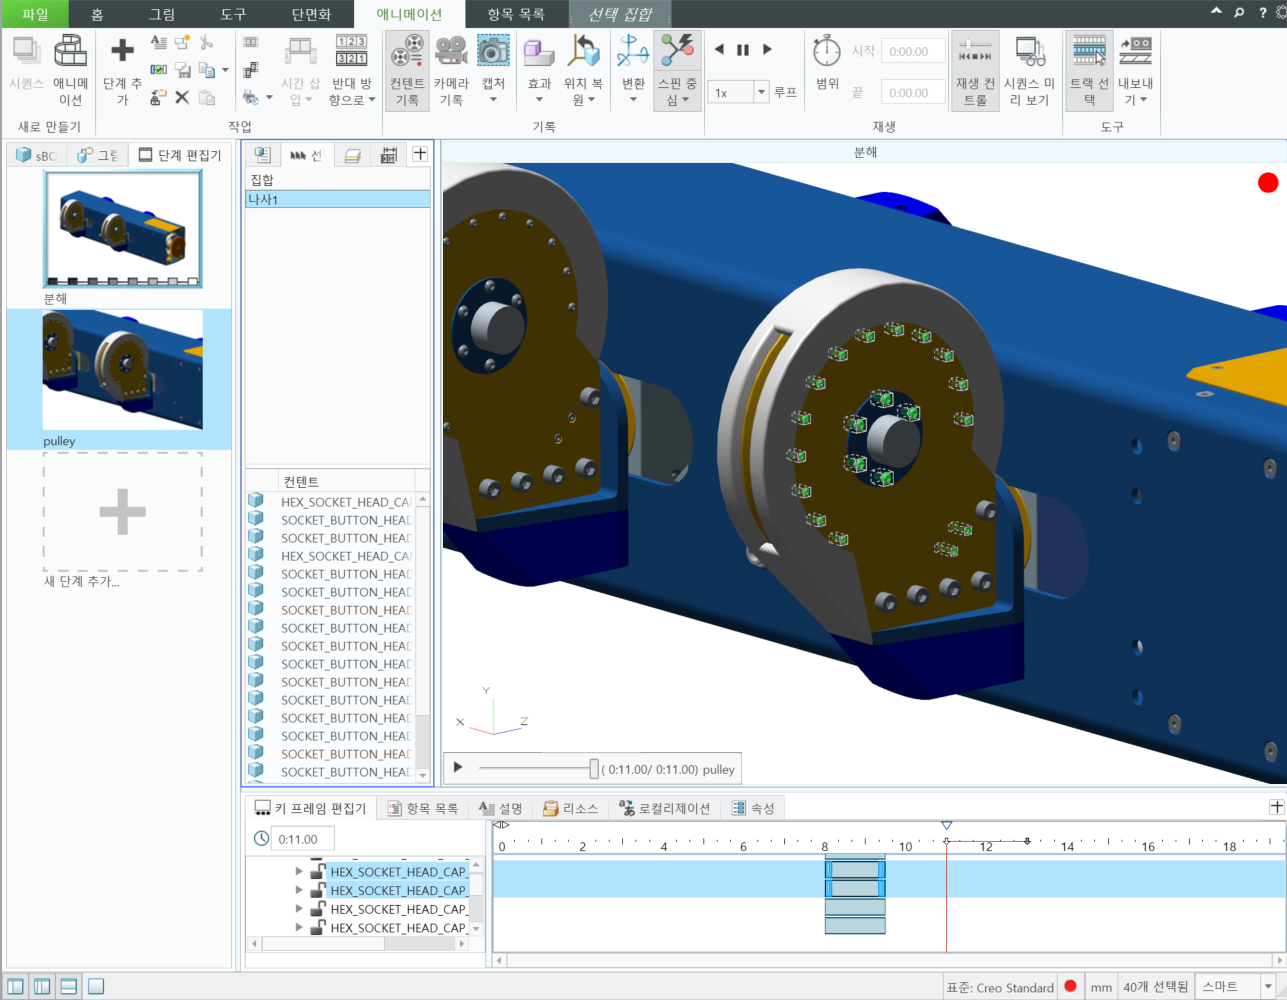 파일 홈 그림 도구 단면화 애니메이션 항목 목록 선택 집합
시퀀스 애니메이션 단계 추가 시간 삽입 반대 방향으로 컨텐트 기록 카메라 기록 캡처 효과 위치 복원 변환 스핀 중심 1x 루프 범위 시작 0:00.00 끝 0:00.00 재생 컨트롤 시퀀스 미리 보기 트랙 선택 내보내기
새로 만들기 작업 기록 재생 도구
sBC 그림 단계 편집기
분해
pulley
새 단계 추가...
선
집합
나사1
컨텐트
HEX_SOCKET_HEAD_CA
SOCKET_BUTTON_HEAD
SOCKET_BUTTON_HEAD
HEX_SOCKET_HEAD_CA
SOCKET_BUTTON_HEAD
SOCKET_BUTTON_HEAD
SOCKET_BUTTON_HEAD
SOCKET_BUTTON_HEAD
SOCKET_BUTTON_HEAD
SOCKET_BUTTON_HEAD
SOCKET_BUTTON_HEAD
SOCKET_BUTTON_HEAD
SOCKET_BUTTON_HEAD
SOCKET_BUTTON_HEAD
SOCKET_BUTTON_HEAD
SOCKET_BUTTON_HEAD
분해
Y
X Z
( 0:11.00/ 0:11.00) pulley
키 프레임 편집기 항목 목록 설명 리소스 로컬리제이션 속성
0:11.00
0 2 4 6 8 10 12 14 16 18
HEX_SOCKET_HEAD_CAP_
HEX_SOCKET_HEAD_CAP_
HEX_SOCKET_HEAD_CAP_
HEX_SOCKET_HEAD_CAP_
표준: Creo Standard mm 40개 선택됨 스마트